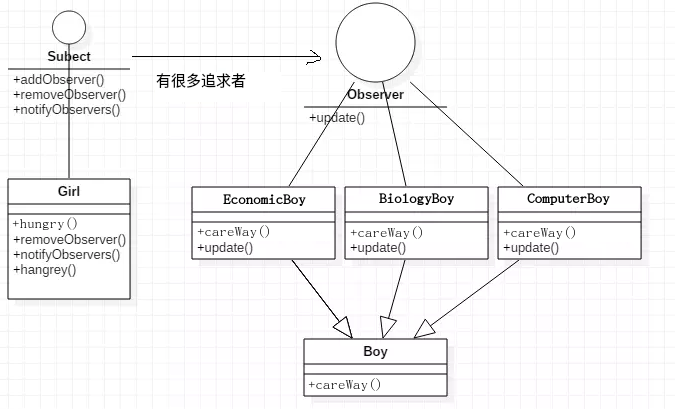 Subect
+addObserver()
+removeObserver()
+notifyObservers()
有很多追求者
Observer
+update()
Girl
+hungry()
+removeObserver()
+notifyObservers()
+hangrey()
EconomicBoy
+careWay()
+update()
BiologyBoy
+careWay()
+update()
ComputerBoy
+careWay()
+update()
Boy
+careWay()